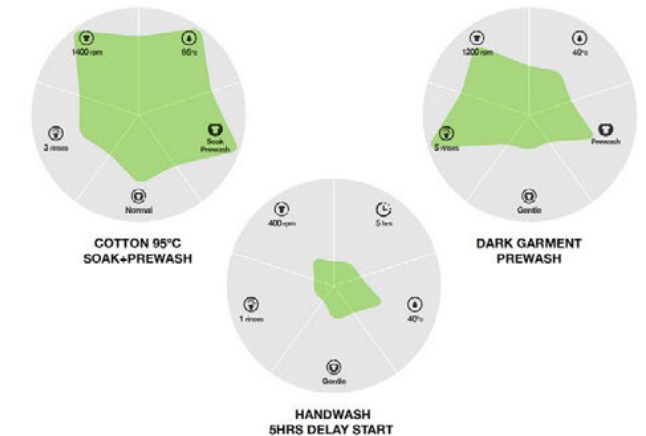 1400 rpm
95°c
3 rinses
Soak
Prewash
Normal
COTTON 95°C
SOAK+PREWASH
1200 rpm
40°c
5 rinses
Prewash
Gentle
DARK GARMENT
PREWASH
400 rpm
5 hrs
1 rinses
40°c
Gentle
HANDWASH
5HRS DELAY START